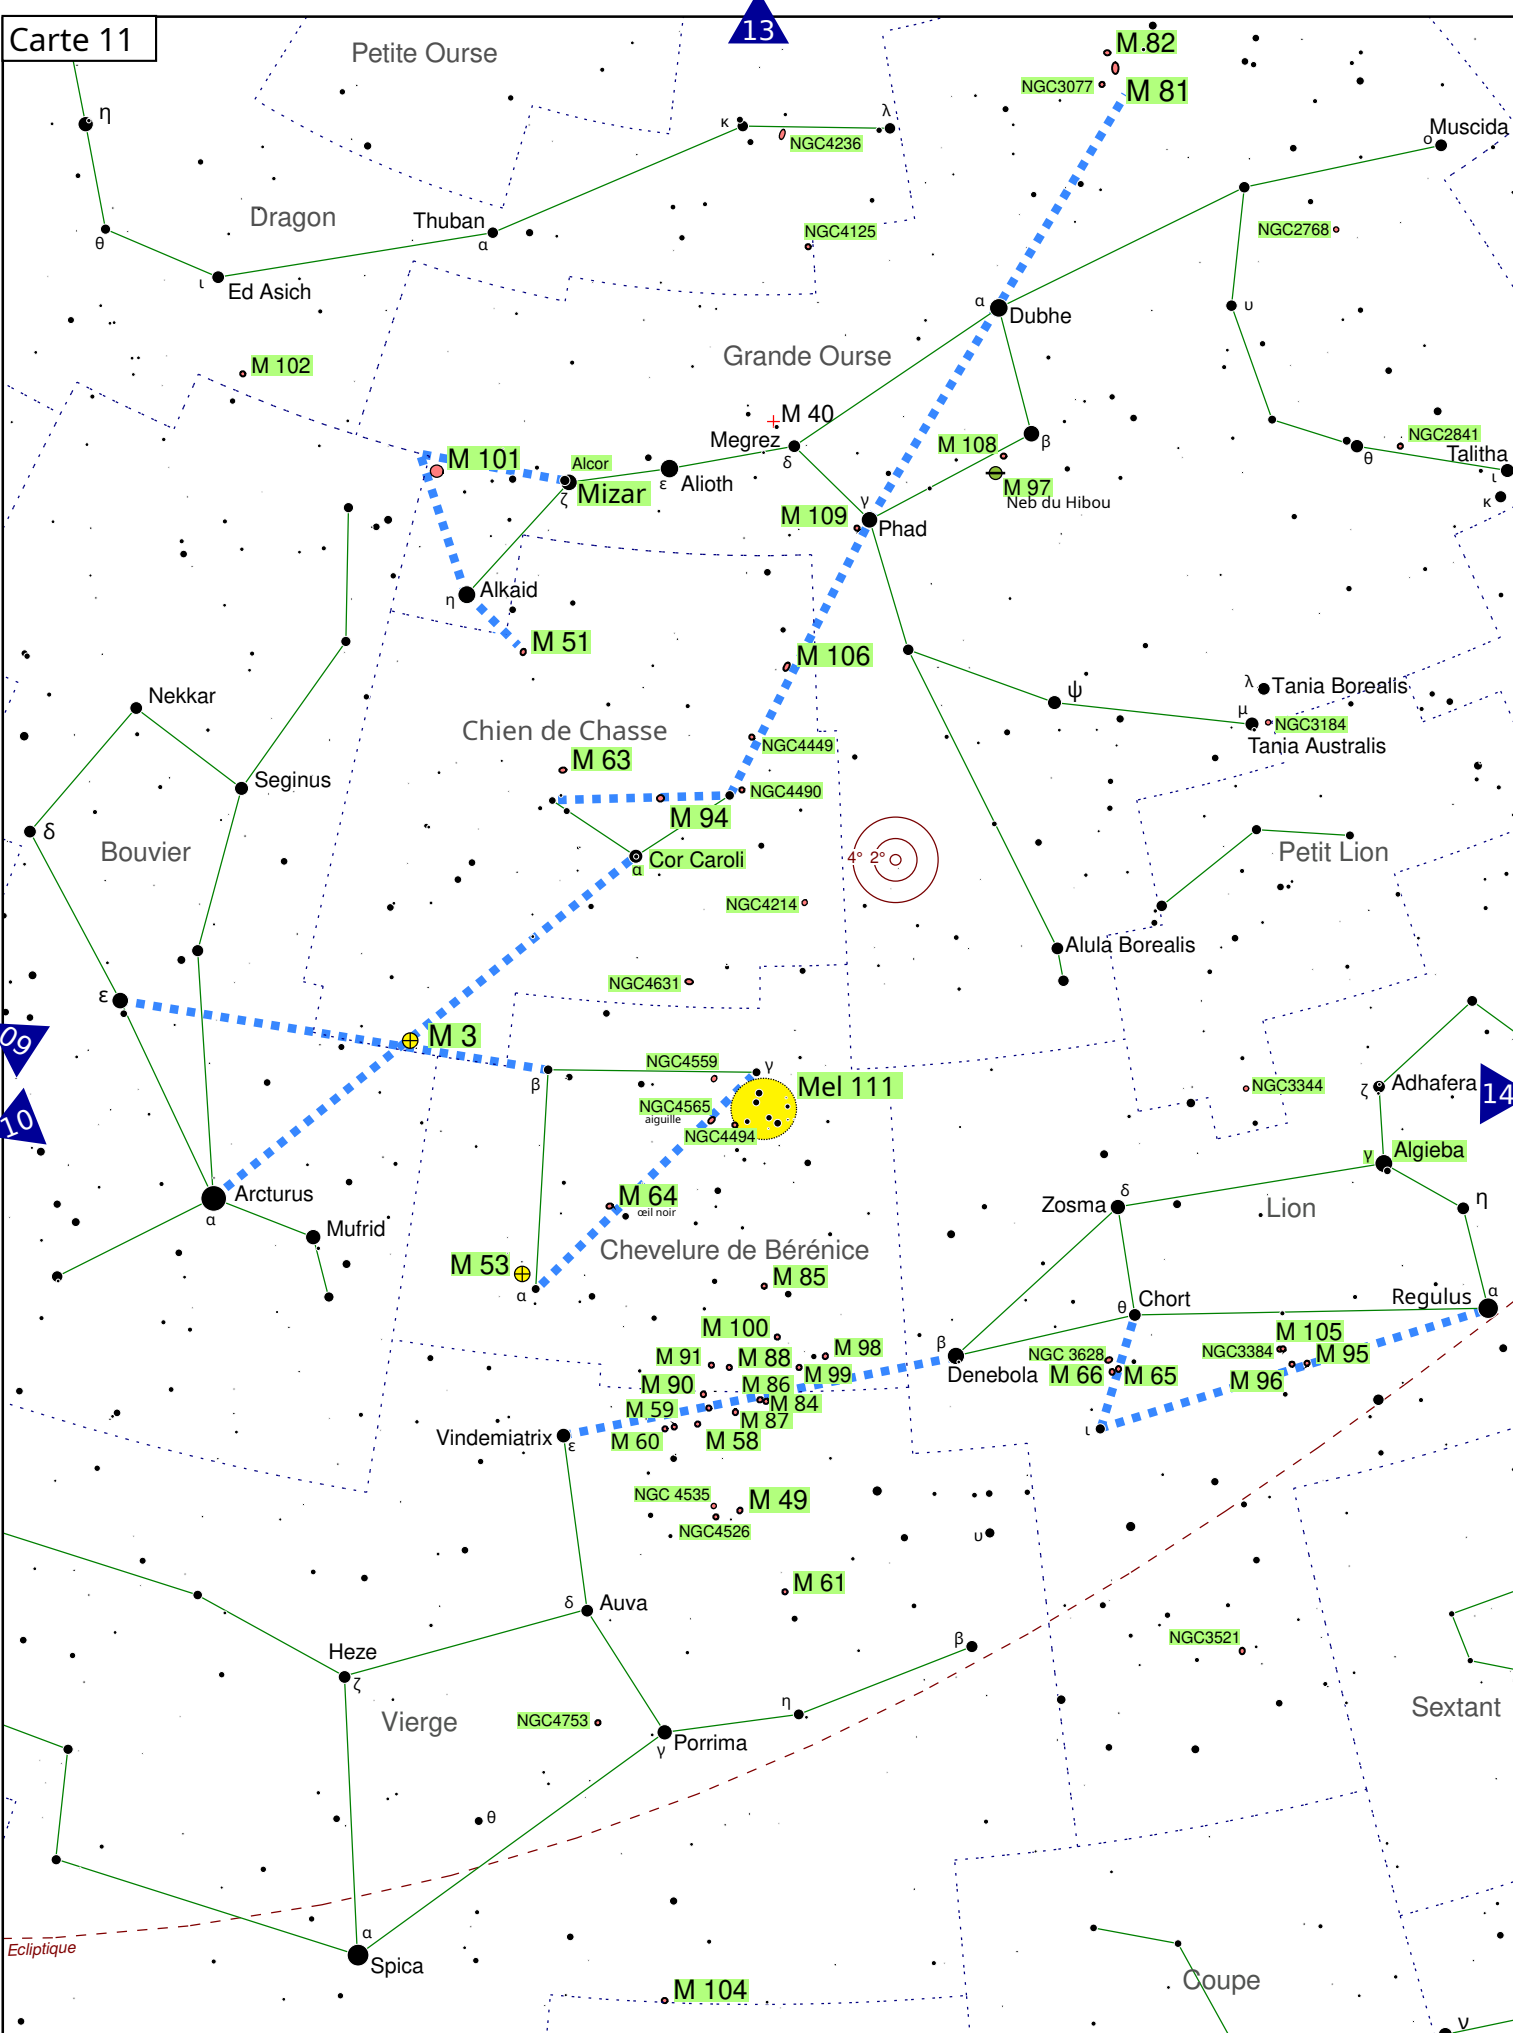 13
Carte 11
Petite Ourse
M 82
NGC3077
M 81
η
κ
λ
NGC4236
Muscida
ο
Dragon
Thuban
α
θ
NGC4125
NGC2768
ι
Ed Asich
α
Dubhe
υ
Grande Ourse
M 102
M 40
Megrez
δ
M 108
β
NGC2841
θ
Talitha
ι
M 101
Alcor
Mizar
ζ
ε
Alioth
M 97
Neb du Hibou
κ
M 109
γ
Phad
Alkaid
η
M 51
M 106
Nekkar
ψ
λ
Tania Borealis
μ
NGC3184
Tania Australis
Chien de Chasse
NGC4449
M 63
Seginus
NGC4490
M 94
δ
Bouvier
Cor Caroli
α
4° 2°
Petit Lion
NGC4214
Alula Borealis
NGC4631
ε
09
M 3
NGC4559
γ
β
Mel 111
NGC3344
ζ
Adhafera
14
10
NGC4565
aiguille
NGC4494
γ
Algieba
Arcturus
α
Mufrid
M 64
œil noir
Zosma
δ
Lion
η
Chevelure de Bérénice
M 53
α
M 85
Chort
θ
Regulus
α
M 100
β
M 105
M 91
M 88
M 98
NGC 3628
NGC3384
M 95
M 99
Denebola
M 66
M 65
M 96
M 90
M 86
M 84
M 59
M 87
ι
Vindemiatrix
ε
M 60
M 58
NGC 4535
M 49
NGC4526
υ
M 61
δ
Auva
Heze
ζ
β
NGC3521
η
Vierge
NGC4753
Porrima
γ
Sextant
θ
α
Ecliptique
Spica
M 104
Coupe
ν